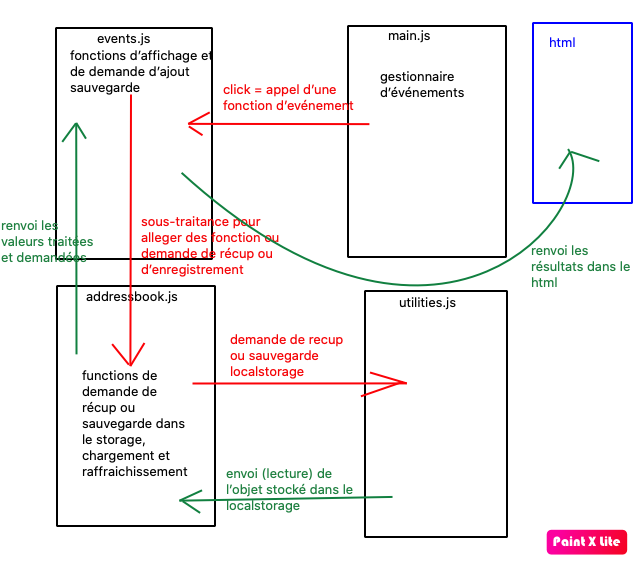 events.js
fonctions d'affichage et
de demande d'ajout
sauvegarde
main.js
gestionnaire
d'événements
html
click = appel d'une
fonction d'evénement
renvoi les
valeurs traitées
et demandées
sous-traitance pour
alleger des fonction ou
demande de récup ou
d'enregistrement
renvoi les
résultats dans le
html
addressbook.js
functions de
demande de
récup ou
sauvegarde dans
le storage,
chargement et
raffraichissement
demande de recup
ou sauvegarde
localstorage
utilities.js
envoi (lecture) de
l'objet stocké dans le
localstorage
Paint X Lite